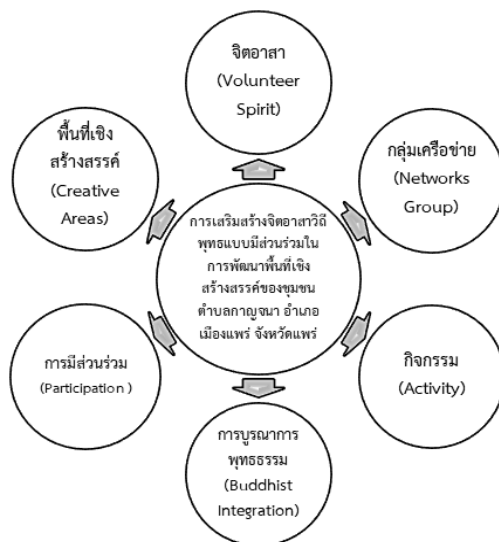 จิตอาสา
(Volunteer
Spirit)
พื้นที่เชิง
สร้างสรรค์
(Creative
Areas)
กลุ่มเครือข่าย
(Networks
Group)
การเสริมสร้างจิตอาสาวิถี
พุทธแบบมีส่วนร่วมใน
การพัฒนาพื้นที่เชิง
สร้างสรรค์ของชุมชน
ตำบลกาญจนา อำเภอ
เมืองแพร่ จังหวัดแพร่
การมีส่วนร่วม
(Participation )
กิจกรรม
(Activity)
การบูรณาการ
พุทธธรรม
(Buddhist
Integration)